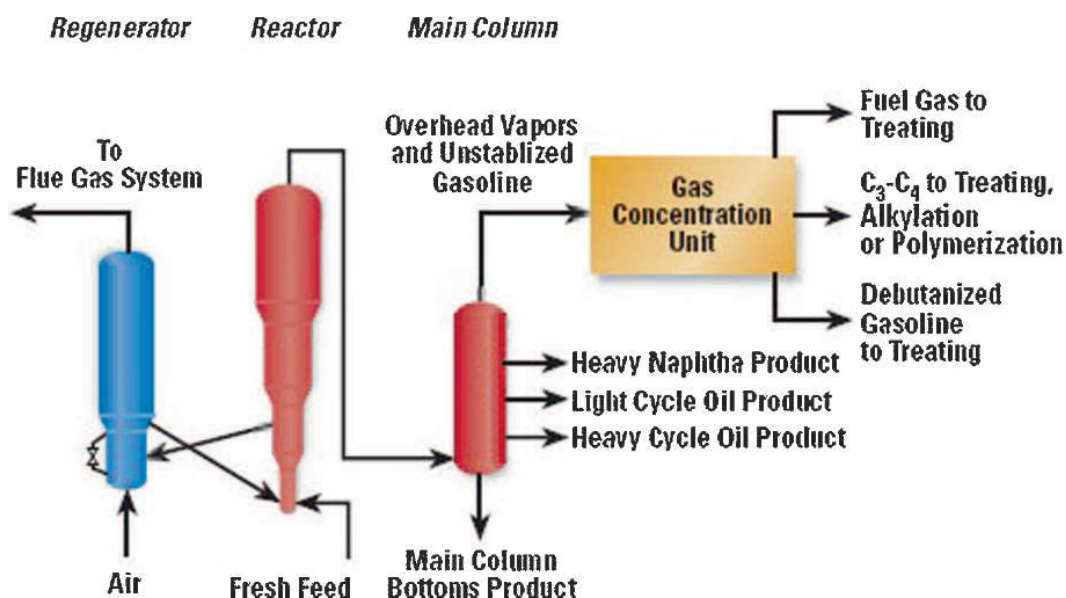 Regenerator
Reactor
Main Column
To
Flue Gas System
Overhead Vapors
and Unstablized
Gasoline
Gas
Concentration
Unit
Fuel Gas to
Treating
C₃-C₄ to Treating,
Alkylation
or Polymerization
Debutanized
Gasoline
to Treating
Heavy Naphtha Product
Light Cycle Oil Product
Heavy Cycle Oil Product
Air
Fresh Feed
Main Column
Bottoms Product